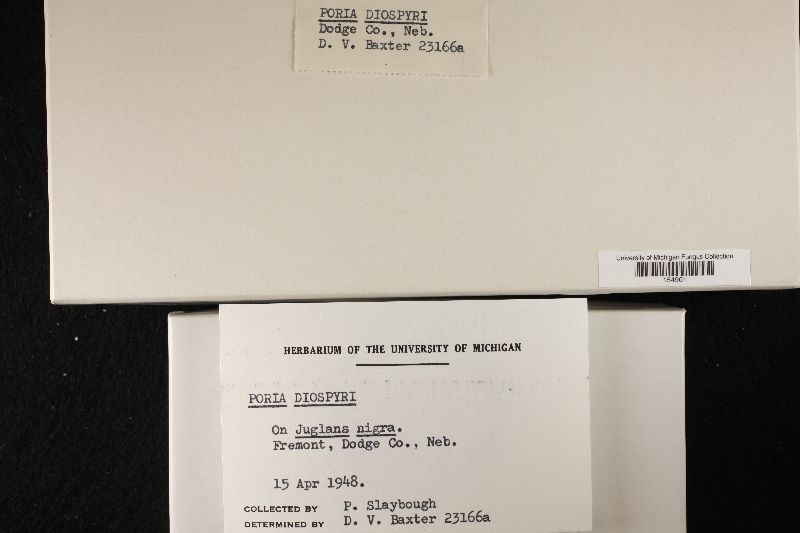 PORIA DIOSPYRI
Dodge Co., Neb.
D. V. Baxter 23166a
University of Michigan Fungus Collection
164901
HERBARIUM OF THE UNIVERSITY OF MICHIGAN
PORIA DIOSPYRI
On Juglans nigra.
Fremont, Dodge Co., Neb.
15 Apr 1948.
COLLECTED BY P. Slaybough
DETERMINED BY D. V. Baxter 23166a